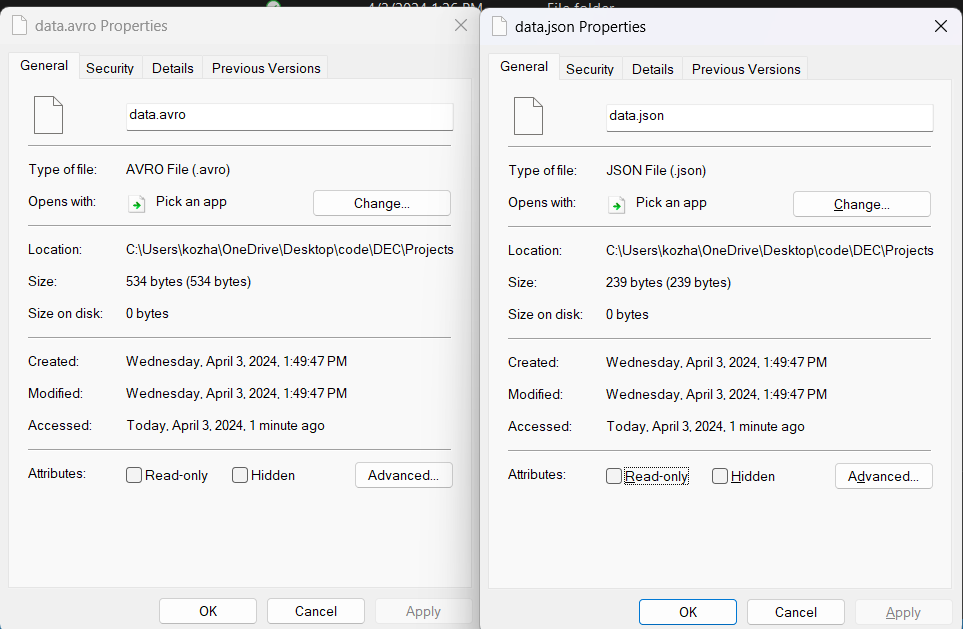 4/3/2024 1:26 PM File folder
data.avro Properties
General Security Details Previous Versions
data.avro
Type of file: AVRO File (.avro)
Opens with: Pick an app Change...
Location: C:\Users\kozha\OneDrive\Desktop\code\DEC\Projects
Size: 534 bytes (534 bytes)
Size on disk: 0 bytes
Created: Wednesday, April 3, 2024, 1:49:47 PM
Modified: Wednesday, April 3, 2024, 1:49:47 PM
Accessed: Today, April 3, 2024, 1 minute ago
Attributes: Read-only Hidden Advanced...
OK Cancel Apply
data.json Properties
General Security Details Previous Versions
data.json
Type of file: JSON File (.json)
Opens with: Pick an app Change...
Location: C:\Users\kozha\OneDrive\Desktop\code\DEC\Projects
Size: 239 bytes (239 bytes)
Size on disk: 0 bytes
Created: Wednesday, April 3, 2024, 1:49:47 PM
Modified: Wednesday, April 3, 2024, 1:49:47 PM
Accessed: Today, April 3, 2024, 1 minute ago
Attributes: Read-only Hidden Advanced...
OK Cancel Apply